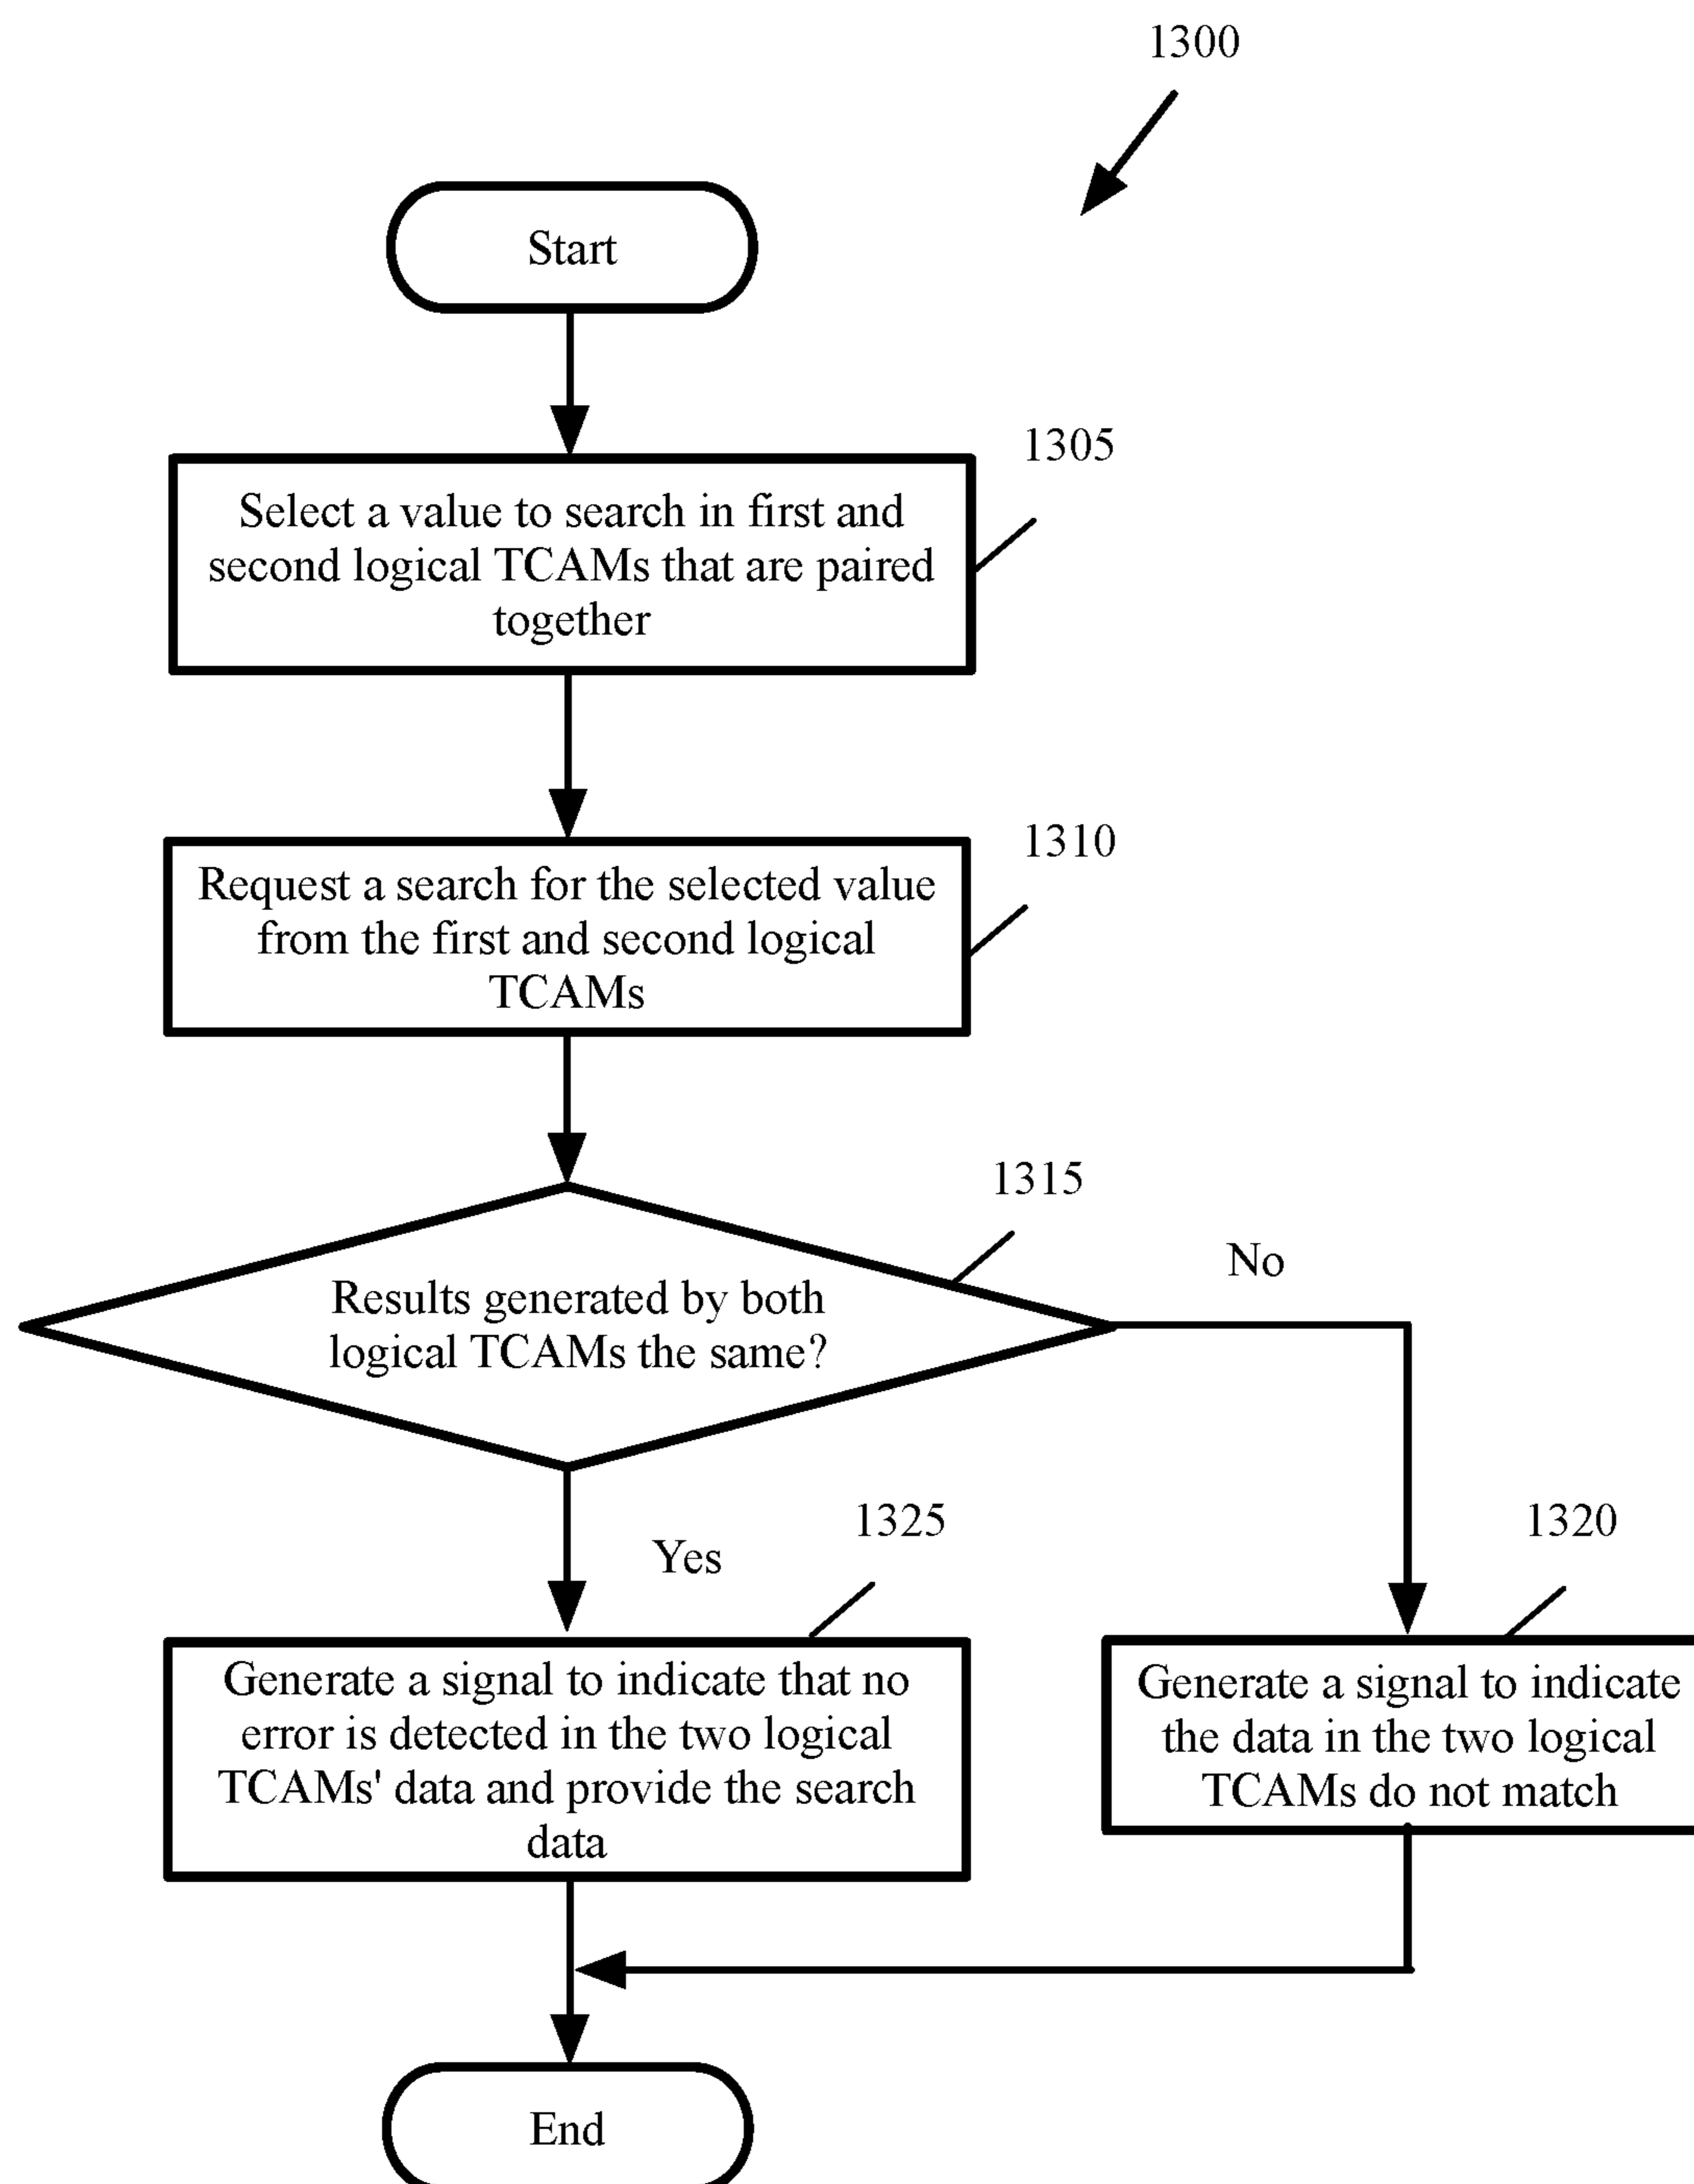 1300
Start
1305
Select a value to search in first and
second logical TCAMs that are paired
together
1310
Request a search for the selected value
from the first and second logical
TCAMs
1315
No
Results generated by both
logical TCAMs the same?
1325
Yes
1320
Generate a signal to indicate that no
error is detected in the two logical
TCAMs' data and provide the search
data
Generate a signal to indicate
the data in the two logical
TCAMs do not match
End